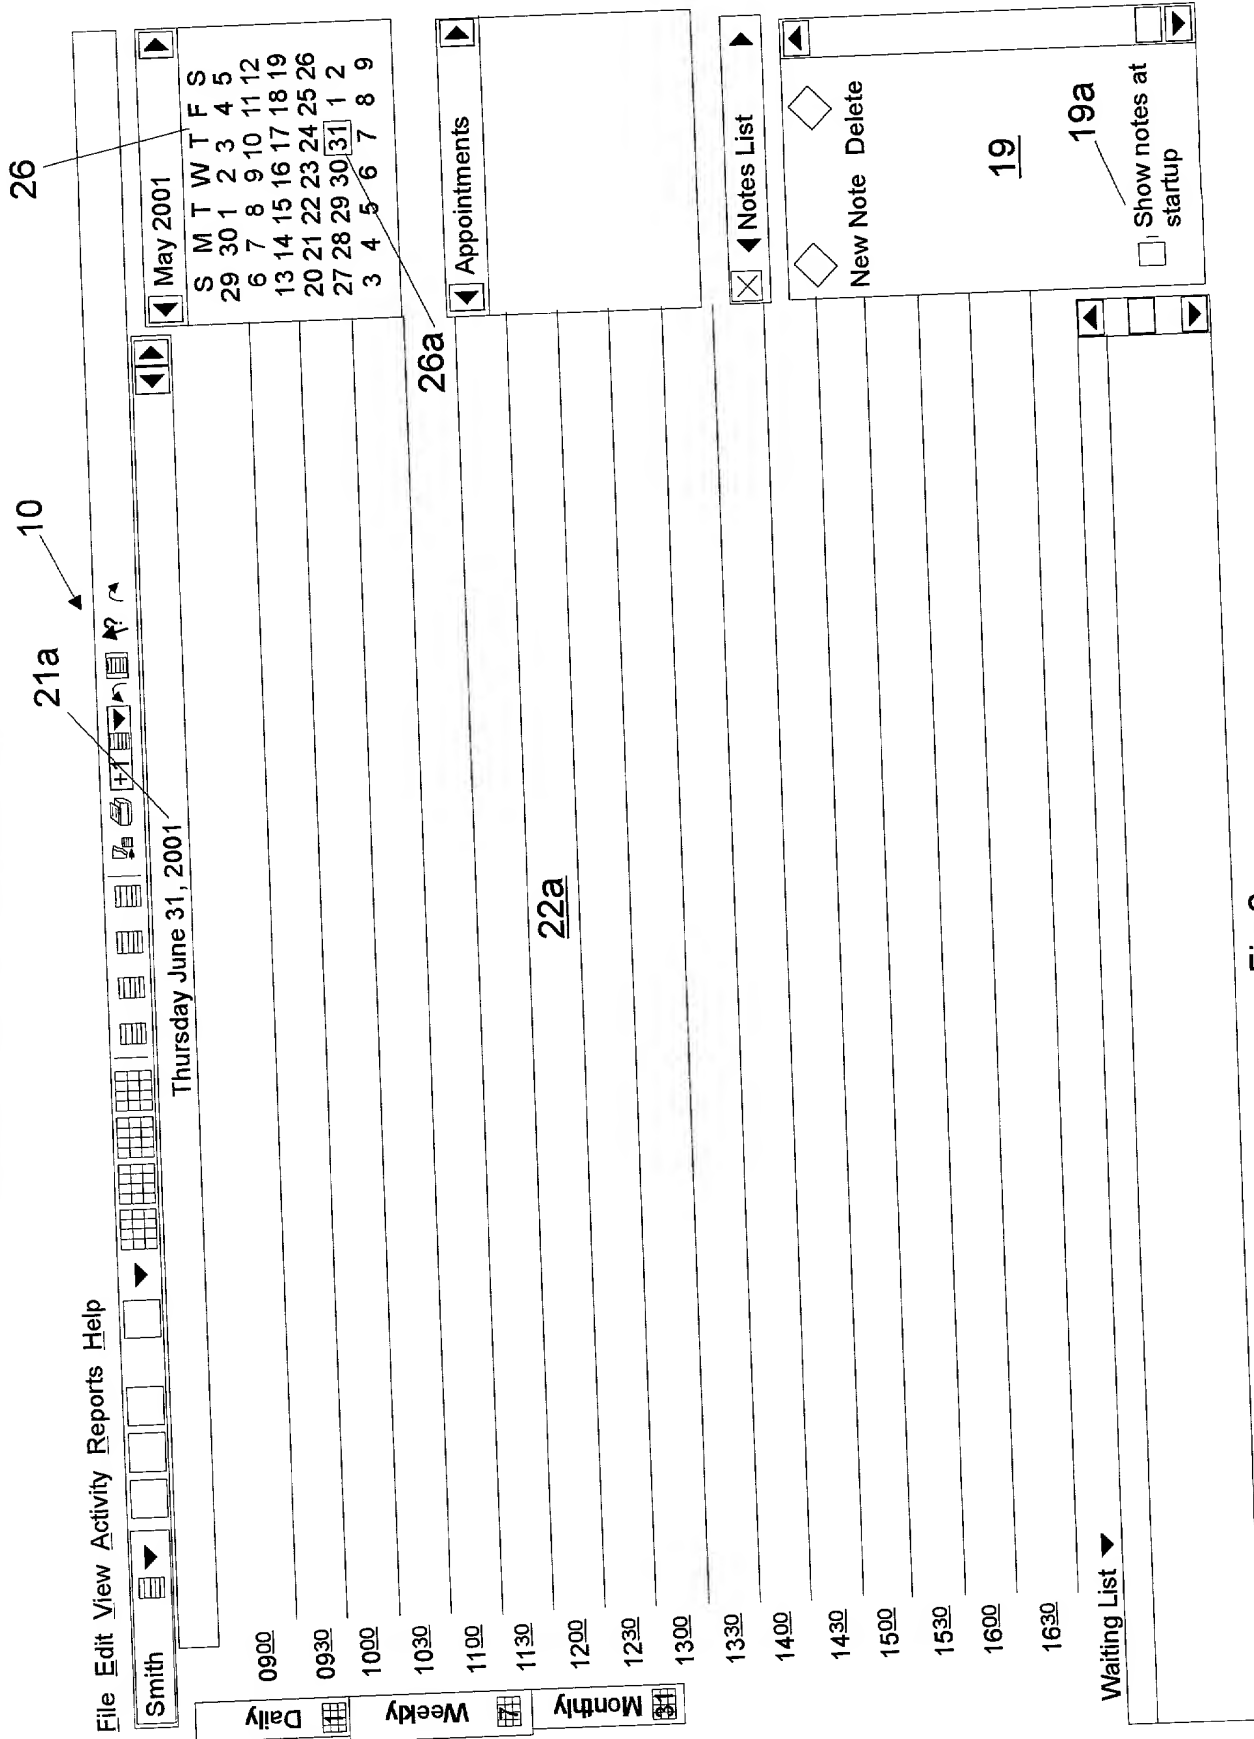 26
10
21a
File Edit View Activity Reports Help
Smith
+1
?
Thursday June 31, 2001
May 2001
S M T W T F S
29 30 1 2 3 4 5
6 7 8 9 10 11 12
13 14 15 16 17 18 19
20 21 22 23 24 25 26
27 28 29 30 31 1 2
3 4 5 6 7 8 9
26a
Daily
1
Weekly
7
Monthly
31
0900
0930
1000
1030
1100
1130
1200
1230
1300
1330
1400
1430
1500
1530
1600
1630
22a
Appointments
Notes List
New Note Delete
19
19a
Show notes at
startup
Waiting List